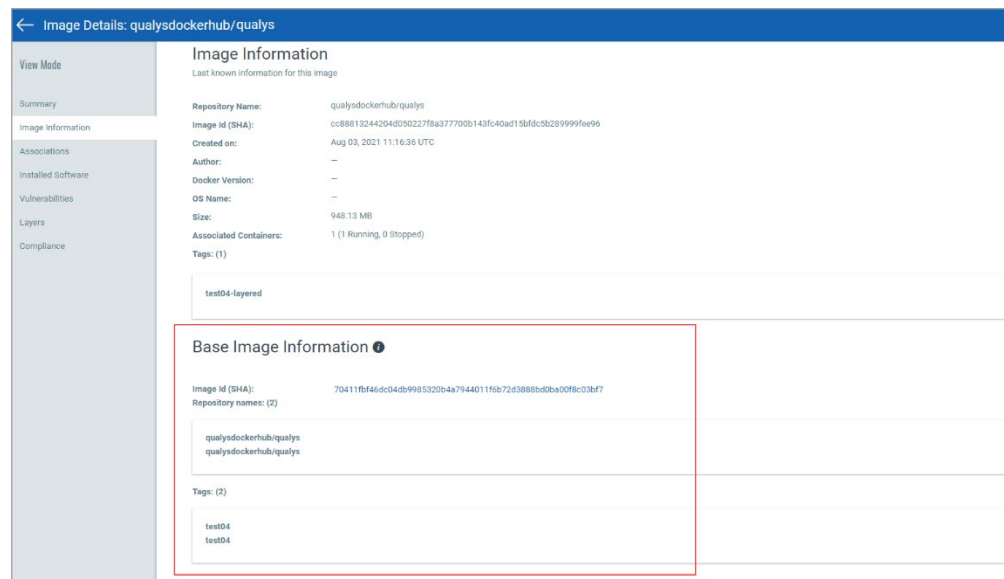 Image Details: qualysdockerhub/qualys
View Mode
Summary
Image Information
Associations
Installed Software
Vulnerabilities
Layers
Compliance
Image Information
Last known information for this image
Repository Name: qualysdockerhub/qualys
Image Id (SHA): cc88813244204d050227f8a377700b143fc40ad15bfdc5b289999fee96
Created on: Aug 03, 2021 11:16:36 UTC
Author: —
Docker Version: —
OS Name: —
Size: 948.13 MB
Associated Containers: 1 (1 Running, 0 Stopped)
Tags: (1)
test04-layered
Base Image Information
Image Id (SHA): 70411fbf46dc04db9985320b4a7944011f6b72d3888bd0ba00f8c03bf7
Repository names: (2)
qualysdockerhub/qualys
qualysdockerhub/qualys
Tags: (2)
test04
test04